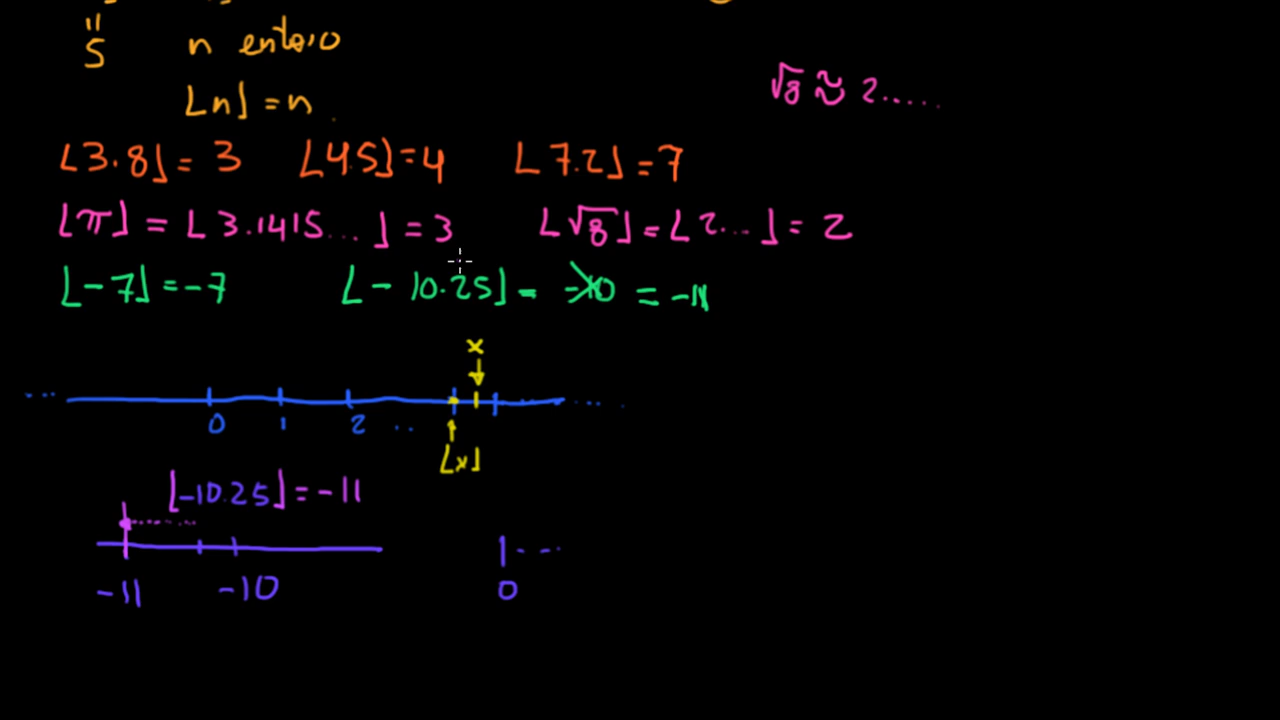 "
5 n entero
⌊n⌋ = n
√8 ≈ 2.....
⌊3.8⌋ = 3 ⌊4.5⌋ = 4 ⌊7.2⌋ = 7
⌊π⌋ = ⌊3.1415...⌋ = 3 ⌊√8⌋ = ⌊2...⌋ = 2
⌊-7⌋ = -7 ⌊-10.25⌋ = -10 = -11
x
... 0 1 2 .. ....
⌊x⌋
⌊-10.25⌋ = -11
-11 -10 0